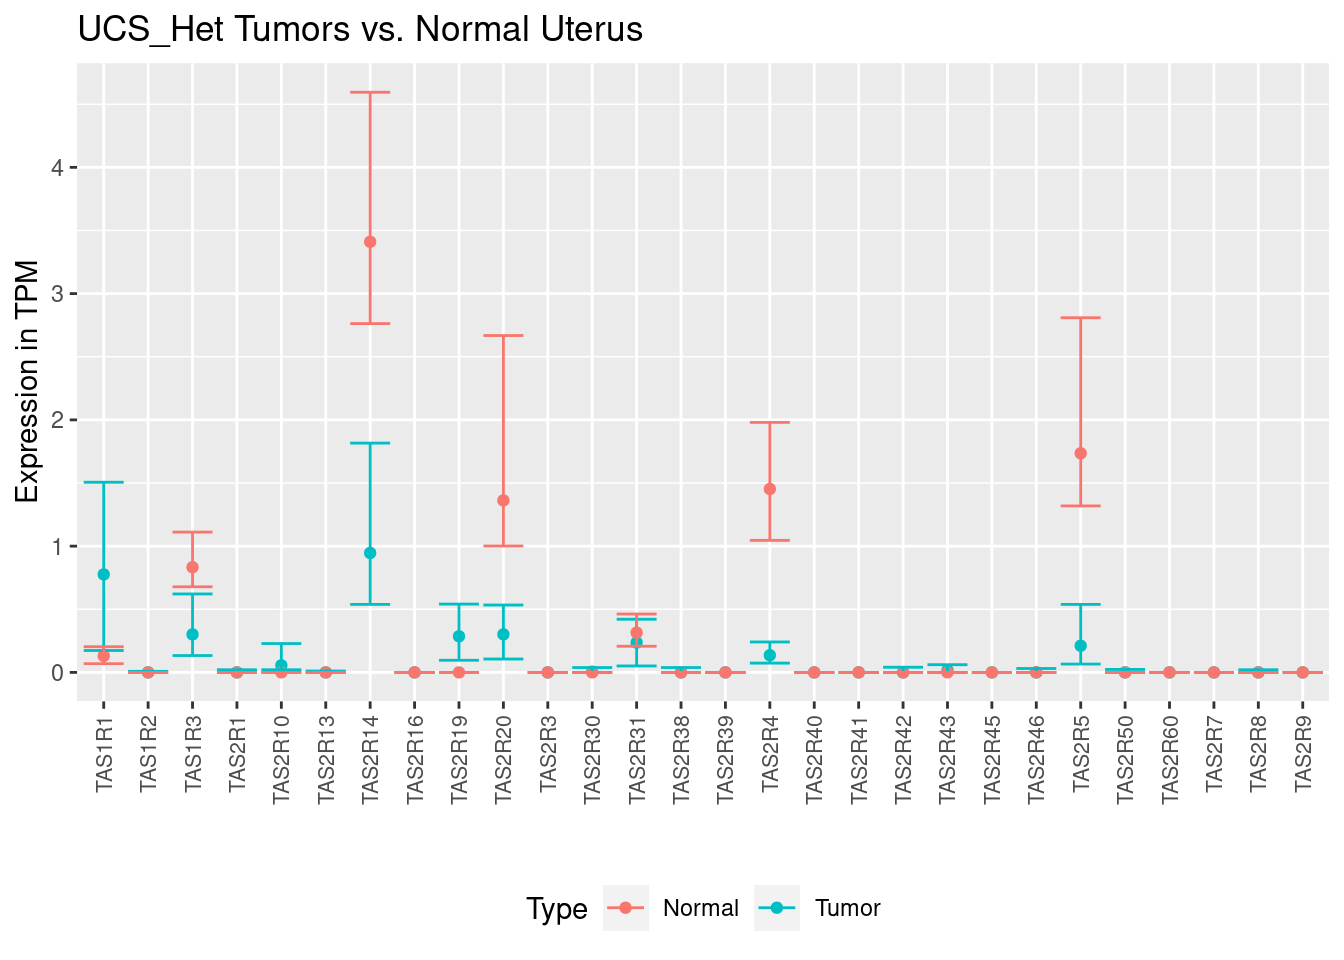 UCS_Het Tumors vs. Normal Uterus
Expression in TPM
4
3
2
1
0
TAS1R1
TAS1R2
TAS1R3
TAS2R1
TAS2R10
TAS2R13
TAS2R14
TAS2R16
TAS2R19
TAS2R20
TAS2R3
TAS2R30
TAS2R31
TAS2R38
TAS2R39
TAS2R4
TAS2R40
TAS2R41
TAS2R42
TAS2R43
TAS2R45
TAS2R46
TAS2R5
TAS2R50
TAS2R60
TAS2R7
TAS2R8
TAS2R9
Type Normal Tumor